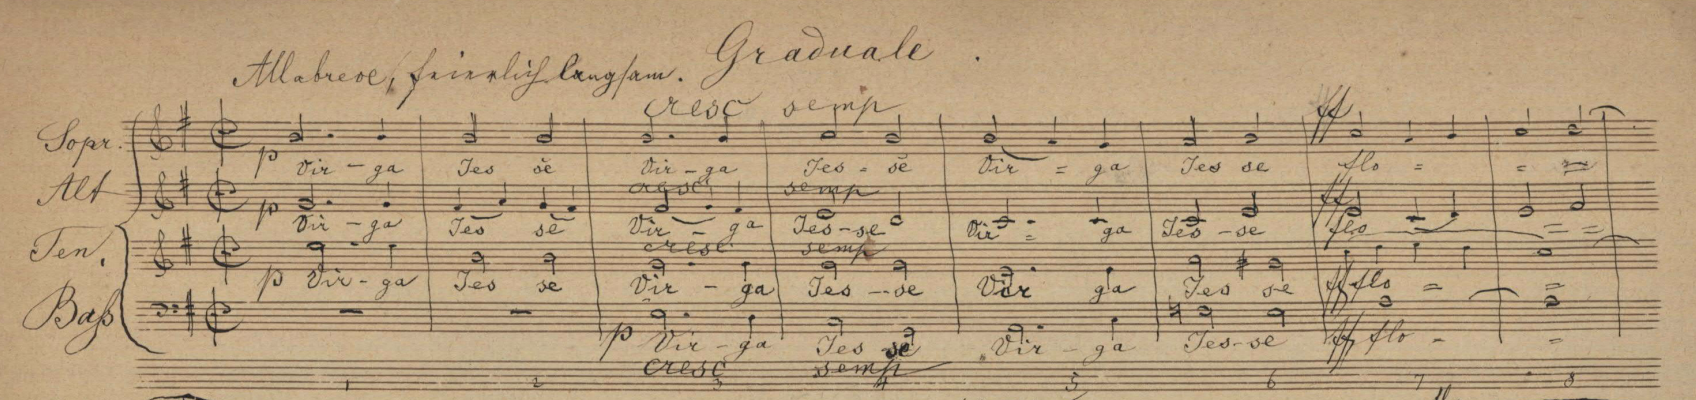 Graduale.
Allabreve, feierlich langsam.
cresc semp
Sopr. p ff
Vir - ga Jes sĕ Vir - ga Jes - sĕ Vir = ga Jes se flo = = =
cresc semp
Alt p ff
Vir - ga Jes sĕ Vir - ga Jes - se Vir = ga Jes - se flo = =
cresc semp
Ten. p ff
Vir - ga Jes se Vir - ga Jes - se Vir ga Jes se flo = =
Baß p ff
Vir - ga Jes se Vir - ga Jes - se flo - =
cresc semp
1 2 3 4 5 6 7 8